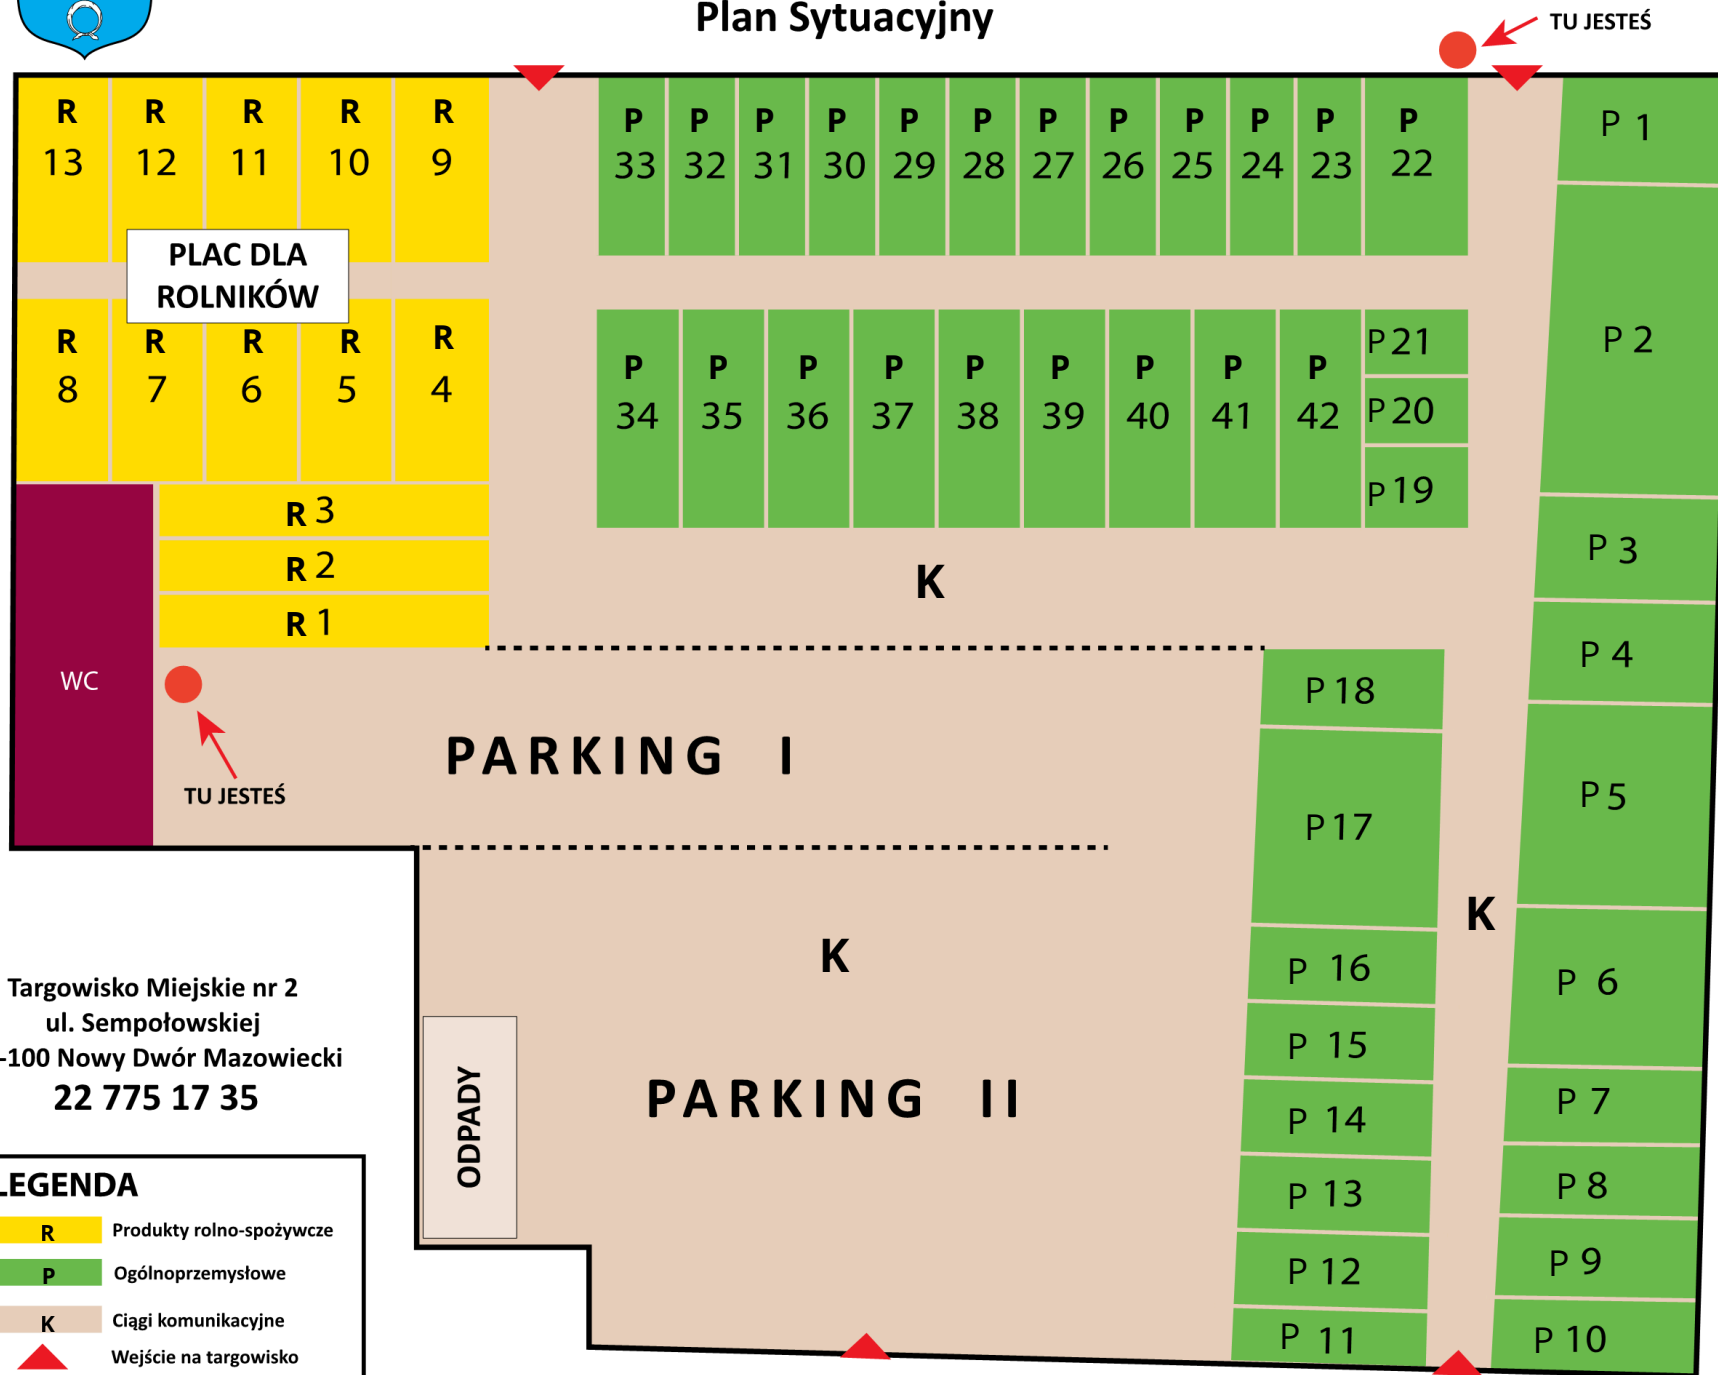 Plan Sytuacyjny
TU JESTEŚ
R 13
R 12
R 11
R 10
R 9
P 33
P 32
P 31
P 30
P 29
P 28
P 27
P 26
P 25
P 24
P 23
P 22
P 1
PLAC DLA
ROLNIKÓW
P 2
R 8
R 7
R 6
R 5
R 4
P 34
P 35
P 36
P 37
P 38
P 39
P 40
P 41
P 42
P 21
P 20
P 19
R 3
R 2
R 1
K
P 3
P 4
WC
TU JESTEŚ
PARKING I
P 18
P 17
P 5
K
K
P 16
P 15
P 14
P 13
P 12
P 11
P 6
P 7
P 8
P 9
P 10
PARKING II
ODPADY
Targowisko Miejskie nr 2
ul. Sempołowskiej
-100 Nowy Dwór Mazowiecki
22 775 17 35
LEGENDA
R Produkty rolno-spożywcze
P Ogólnoprzemysłowe
K Ciągi komunikacyjne
Wejście na targowisko